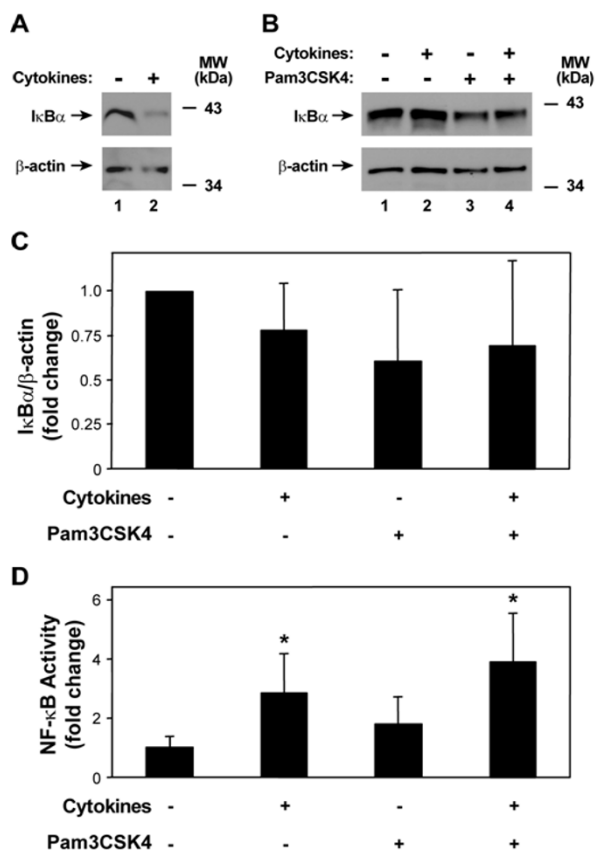 A
Cytokines: - +
MW
(kDa)
IκBα
43
β-actin
34
1 2
B
Cytokines: - + - +
Pam3CSK4: - - + +
MW
(kDa)
IκBα
43
β-actin
34
1 2 3 4
C
IκBα/β-actin
(fold change)
1.0
0.75
0.5
0.25
0
Cytokines - + - +
Pam3CSK4 - - + +
D
NF-κB Activity
(fold change)
6
4
2
0
* *
Cytokines - + - +
Pam3CSK4 - - + +